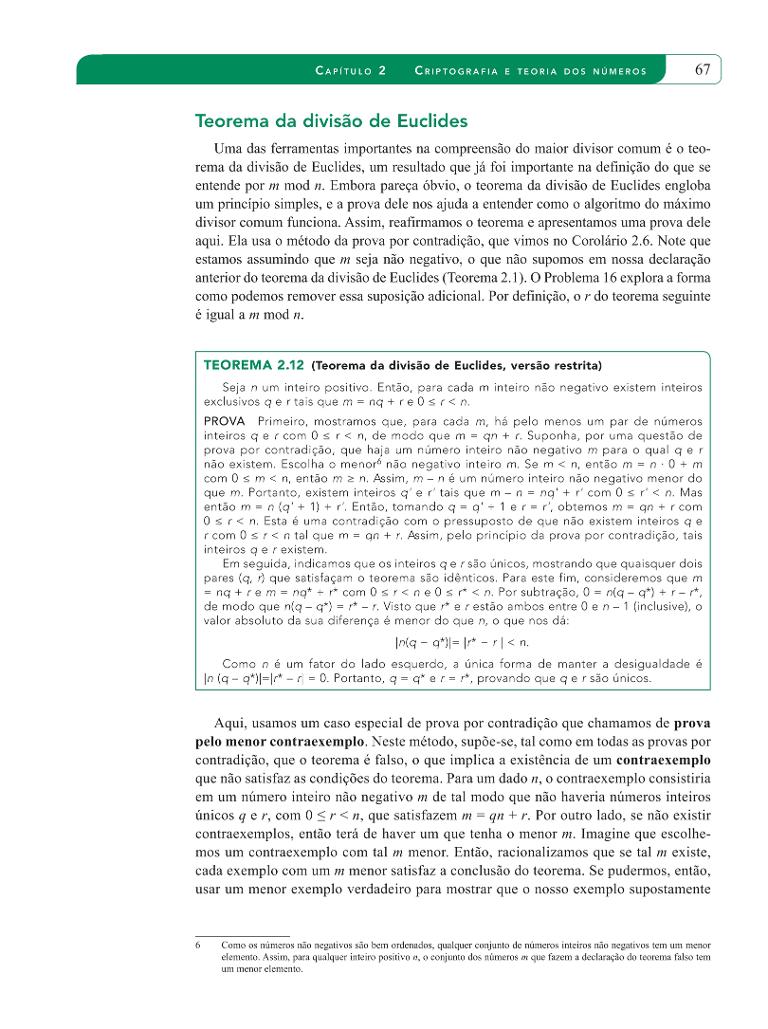 CAPÍTULO 2 CRIPTOGRAFIA E TEORIA DOS NÚMEROS 67
Teorema da divisão de Euclides
Uma das ferramentas importantes na compreensão do maior divisor comum é o teo-
rema da divisão de Euclides, um resultado que já foi importante na definição do que se
entende por m mod n. Embora pareça óbvio, o teorema da divisão de Euclides engloba
um princípio simples, e a prova dele nos ajuda a entender como o algoritmo do máximo
divisor comum funciona. Assim, reafirmamos o teorema e apresentamos uma prova dele
aqui. Ela usa o método da prova por contradição, que vimos no Corolário 2.6. Note que
estamos assumindo que m seja não negativo, o que não supomos em nossa declaração
anterior do teorema da divisão de Euclides (Teorema 2.1). O Problema 16 explora a forma
como podemos remover essa suposição adicional. Por definição, o r do teorema seguinte
é igual a m mod n.
TEOREMA 2.12 (Teorema da divisão de Euclides, versão restrita)
Seja n um inteiro positivo. Então, para cada m inteiro não negativo existem inteiros
exclusivos q e r tais que m = nq + r e 0 ≤ r < n.
PROVA Primeiro, mostramos que, para cada m, há pelo menos um par de números
inteiros q e r com 0 ≤ r < n, de modo que m = qn + r. Suponha, por uma questão de
prova por contradição, que haja um número inteiro não negativo m para o qual q e r
não existem. Escolha o menor⁶ não negativo inteiro m. Se m < n, então m = n · 0 + m
com 0 ≤ m < n, então m ≥ n. Assim, m – n é um número inteiro não negativo menor do
que m. Portanto, existem inteiros q' e r' tais que m – n = nq' + r' com 0 ≤ r' < n. Mas
então m = n (q' + 1) + r'. Então, tomando q = q' + 1 e r = r', obtemos m = qn + r com
0 ≤ r < n. Esta é uma contradição com o pressuposto de que não existem inteiros q e
r com 0 ≤ r < n tal que m = qn + r. Assim, pelo princípio da prova por contradição, tais
inteiros q e r existem.
Em seguida, indicamos que os inteiros q e r são únicos, mostrando que quaisquer dois
pares (q, r) que satisfaçam o teorema são idênticos. Para este fim, consideremos que m
= nq + r e m = nq* + r* com 0 ≤ r < n e 0 ≤ r* < n. Por subtração, 0 = n(q – q*) + r – r*,
de modo que n(q – q*) = r* – r. Visto que r* e r estão ambos entre 0 e n – 1 (inclusive), o
valor absoluto da sua diferença é menor do que n, o que nos dá:
|n(q – q*)|= |r* – r | < n.
Como n é um fator do lado esquerdo, a única forma de manter a desigualdade é
|n (q – q*)|=|r* – r| = 0. Portanto, q = q* e r = r*, provando que q e r são únicos.
Aqui, usamos um caso especial de prova por contradição que chamamos de prova
pelo menor contraexemplo. Neste método, supõe-se, tal como em todas as provas por
contradição, que o teorema é falso, o que implica a existência de um contraexemplo
que não satisfaz as condições do teorema. Para um dado n, o contraexemplo consistiria
em um número inteiro não negativo m de tal modo que não haveria números inteiros
únicos q e r, com 0 ≤ r < n, que satisfazem m = qn + r. Por outro lado, se não existir
contraexemplos, então terá de haver um que tenha o menor m. Imagine que escolhe-
mos um contraexemplo com tal m menor. Então, racionalizamos que se tal m existe,
cada exemplo com um m menor satisfaz a conclusão do teorema. Se pudermos, então,
usar um menor exemplo verdadeiro para mostrar que o nosso exemplo supostamente
6 Como os números não negativos são bem ordenados, qualquer conjunto de números inteiros não negativos tem um menor
elemento. Assim, para qualquer inteiro positivo n, o conjunto dos números m que fazem a declaração do teorema falso tem
um menor elemento.